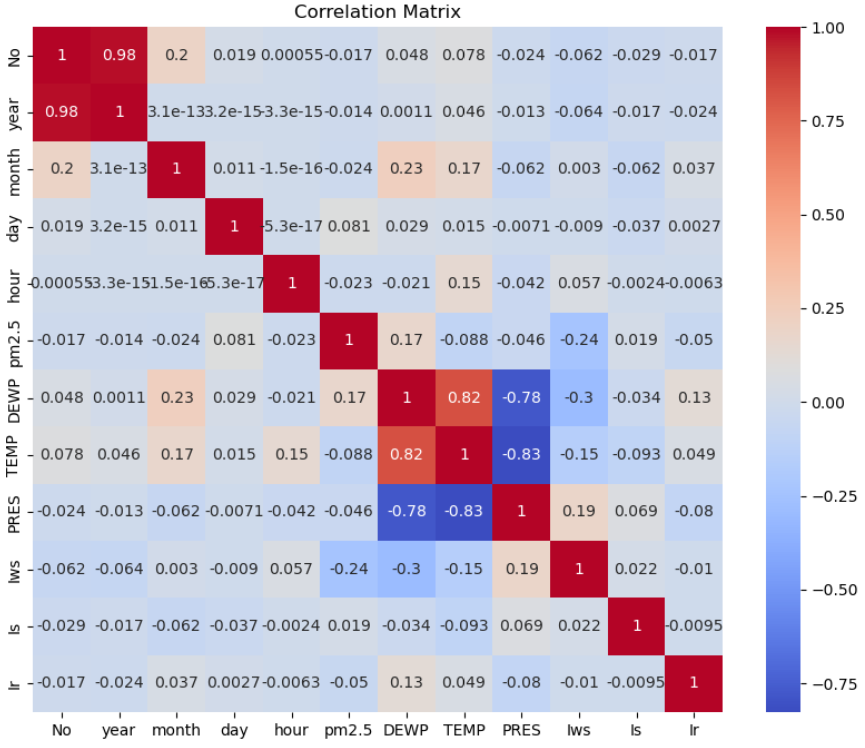 Correlation Matrix
No 1 0.98 0.2 0.019 0.00055 -0.017 0.048 0.078 -0.024 -0.062 -0.029 -0.017
year 0.98 1 3.1e-13 3.2e-15 -3.3e-15 -0.014 0.0011 0.046 -0.013 -0.064 -0.017 -0.024
month 0.2 3.1e-13 1 0.011 -1.5e-16 -0.024 0.23 0.17 -0.062 0.003 -0.062 0.037
day 0.019 3.2e-15 0.011 1 -5.3e-17 0.081 0.029 0.015 -0.0071 -0.009 -0.037 0.0027
hour -0.00055 -3.3e-15 -1.5e-16 -5.3e-17 1 -0.023 -0.021 0.15 -0.042 0.057 -0.0024 -0.0063
pm2.5 -0.017 -0.014 -0.024 0.081 -0.023 1 0.17 -0.088 -0.046 -0.24 0.019 -0.05
DEWP 0.048 0.0011 0.23 0.029 -0.021 0.17 1 0.82 -0.78 -0.3 -0.034 0.13
TEMP 0.078 0.046 0.17 0.015 0.15 -0.088 0.82 1 -0.83 -0.15 -0.093 0.049
PRES -0.024 -0.013 -0.062 -0.0071 -0.042 -0.046 -0.78 -0.83 1 0.19 0.069 -0.08
Iws -0.062 -0.064 0.003 -0.009 0.057 -0.24 -0.3 -0.15 0.19 1 0.022 -0.01
Is -0.029 -0.017 -0.062 -0.037 -0.0024 0.019 -0.034 -0.093 0.069 0.022 1 -0.0095
Ir -0.017 -0.024 0.037 0.0027 -0.0063 -0.05 0.13 0.049 -0.08 -0.01 -0.0095 1
No year month day hour pm2.5 DEWP TEMP PRES Iws Is Ir
1.00
0.75
0.50
0.25
0.00
-0.25
-0.50
-0.75